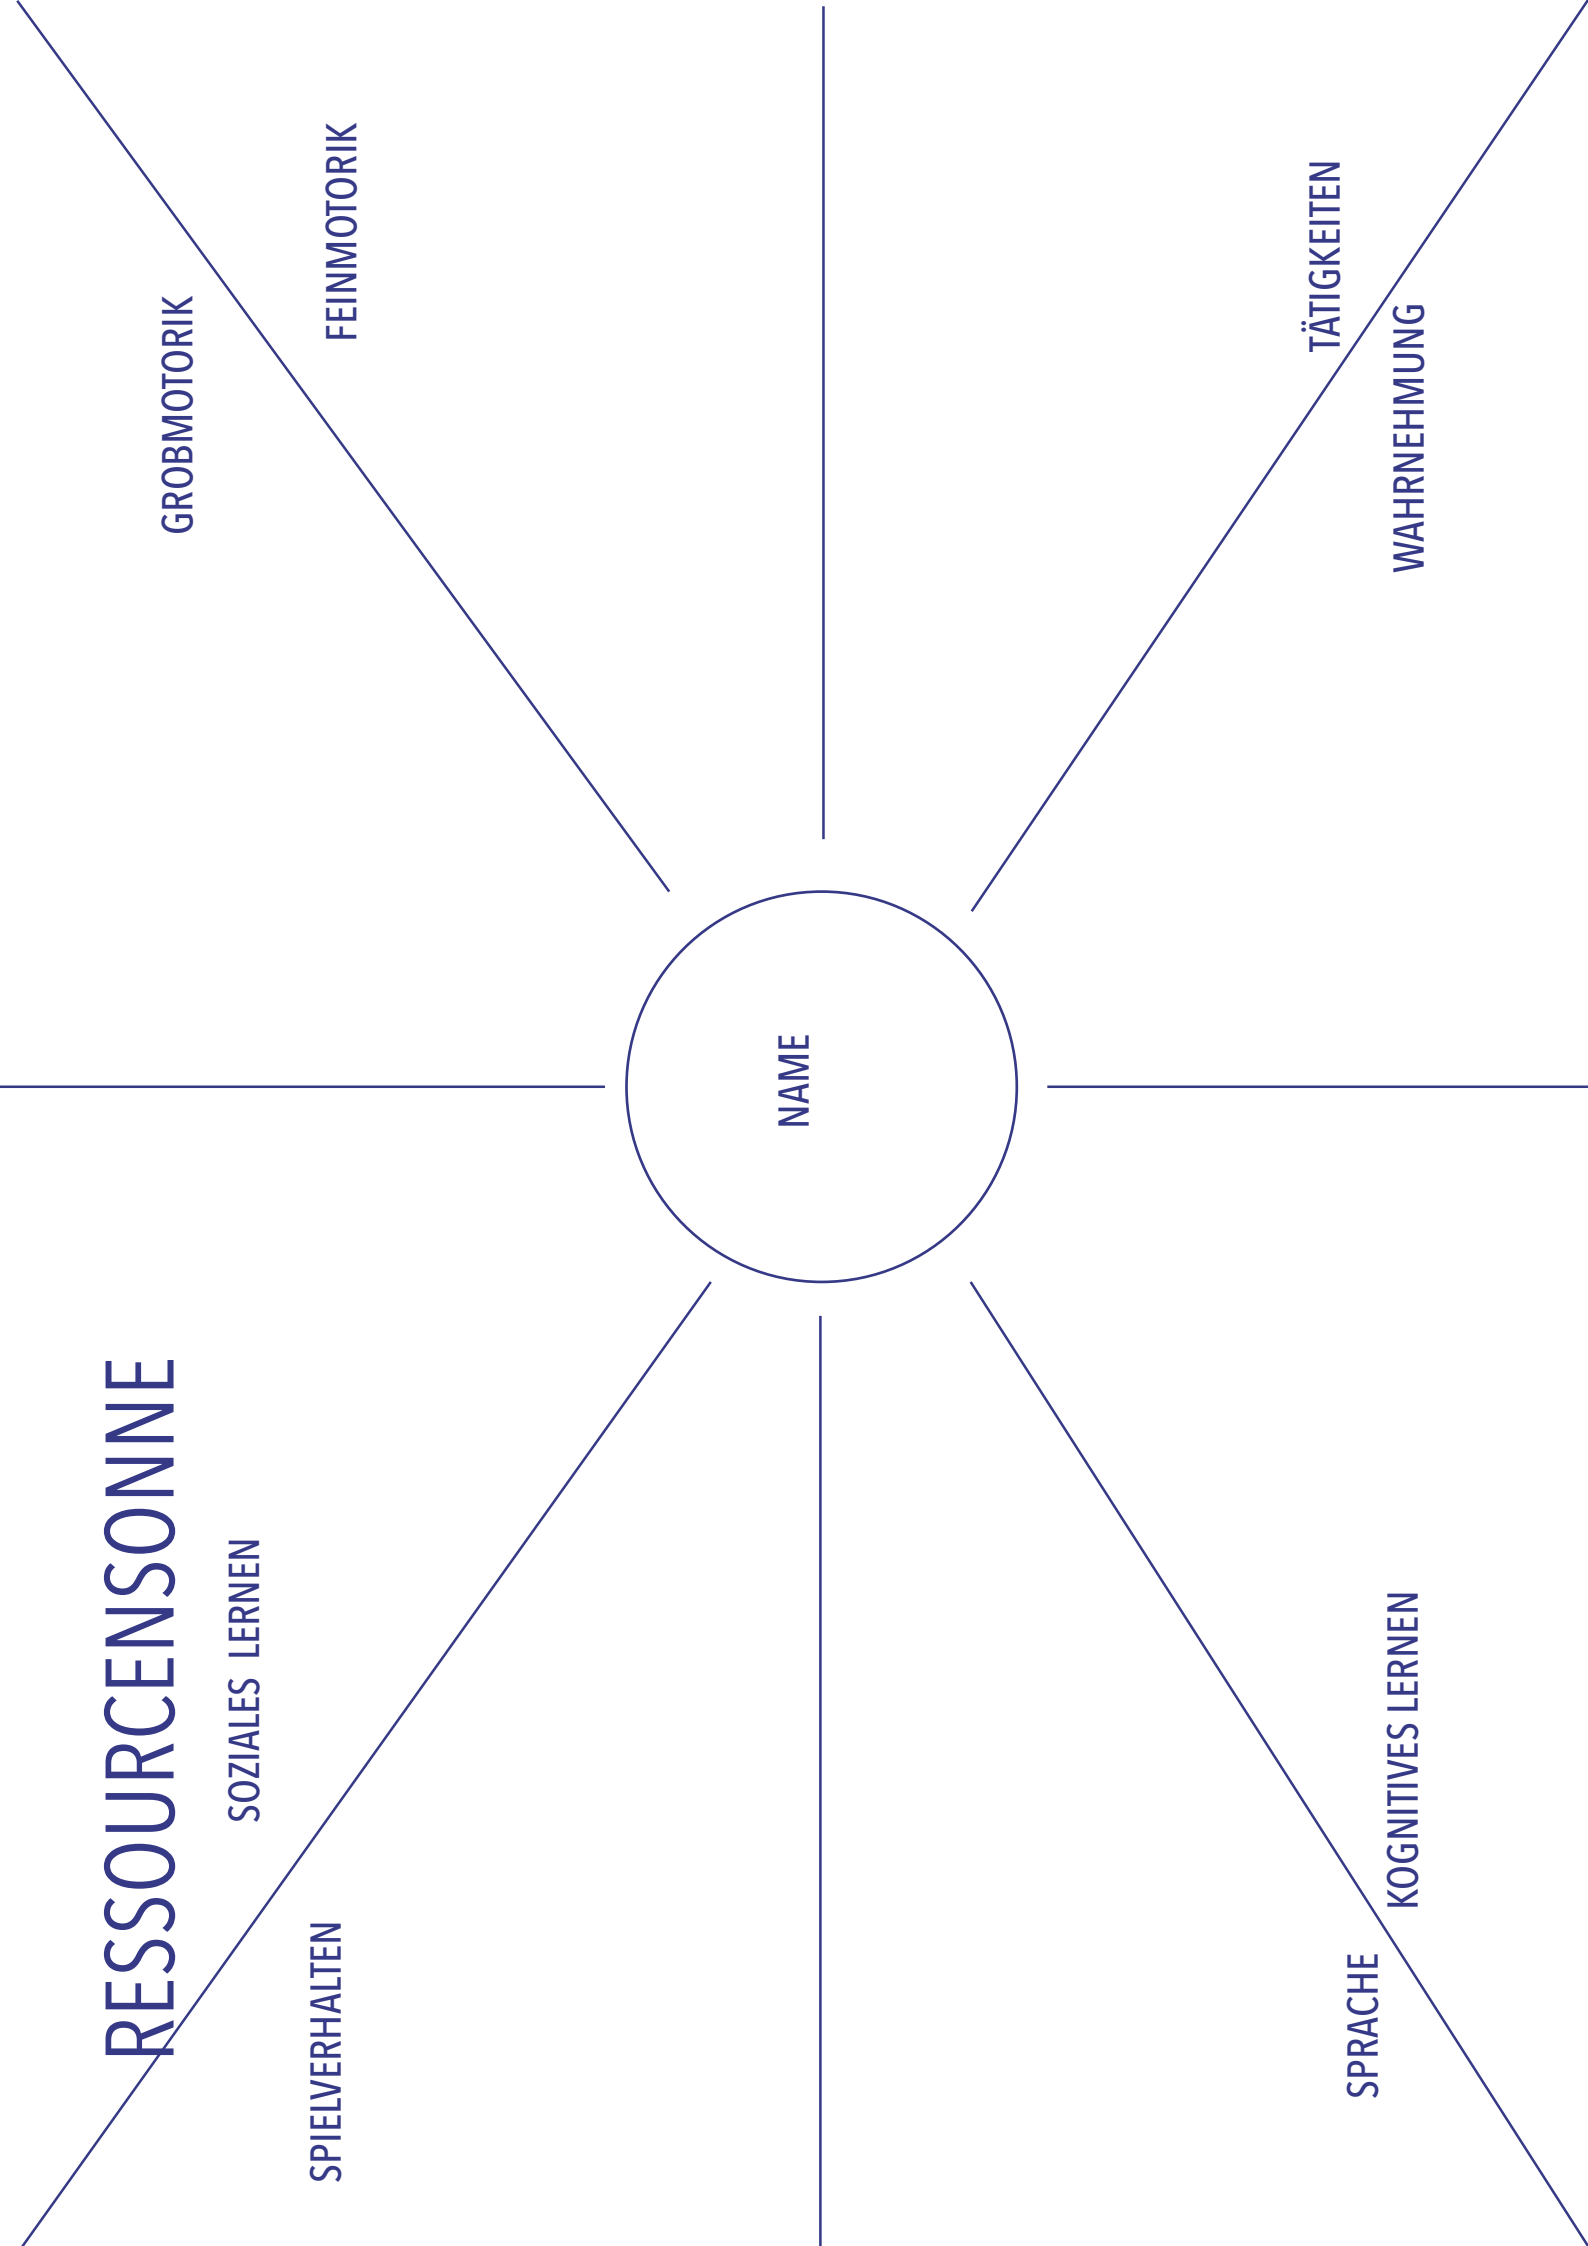 RESSOURCENSONNE
GROBMOTORIK
SOZIALES LERNEN
SPIELVERHALTEN
FEINMOTORIK
NAME
TÄTIGKEITEN
SPRACHE
KOGNITIVES LERNEN
WAHRNEHMUNG